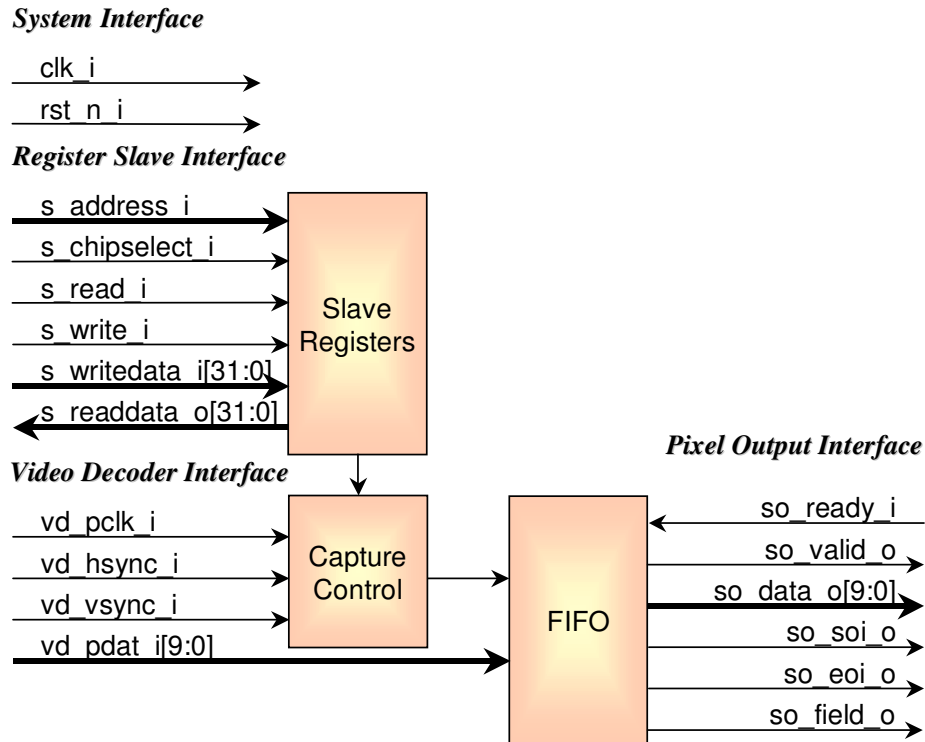 System Interface
clk_i
rst_n_i
Register Slave Interface
s_address_i
s_chipselect_i
s_read_i
s_write_i
s_writedata_i[31:0]
s_readdata_o[31:0]
Slave
Registers
Video Decoder Interface
vd_pclk_i
vd_hsync_i
vd_vsync_i
vd_pdat_i[9:0]
Capture
Control
FIFO
Pixel Output Interface
so_ready_i
so_valid_o
so_data_o[9:0]
so_soi_o
so_eoi_o
so_field_o